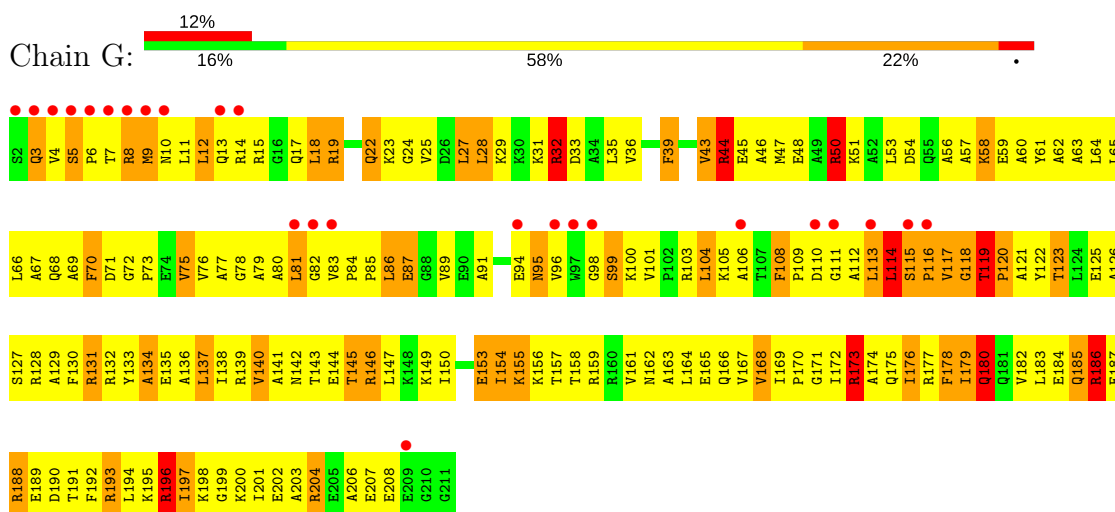 12%
Chain G:
16% 58% 22% •
S2 Q3 V4 S5 P6 T7 R8 M9 N10 L11 L12 Q13 R14 R15 G16 Q17 L18 R19 Q22 K23 G24 V25 D26 L27 L28 K29 K30 K31 R32 D33 A34 L35 V36 F39 V43 R44 E45 A46 M47 E48 A49 R50 K51 A52 L53 D54 Q55 A56 A57 K58 E59 A60 Y61 A62 A63 L64 L65
L66 A67 Q68 A69 F70 D71 G72 P73 E74 V75 V76 A77 G78 A79 A80 L81 G82 V83 P84 P85 L86 E87 G88 V89 E90 A91 E94 N95 V96 W97 G98 S99 K100 V101 P102 R103 L104 K105 A106 T107 F108 P109 D110 G111 A112 L113 L114 S115 P116 V117 G118 T119 P120 A121 Y122 T123 L124 E125 A126
S127 R128 A129 F130 R131 R132 Y133 A134 E135 A136 L137 I138 R139 V140 A141 N142 T143 E144 T145 R146 L147 K148 K149 I150 E153 I154 K155 K156 T157 T158 R159 R160 V161 N162 A163 L164 E165 Q166 V167 V168 I169 P170 G171 I172 R173 A174 Q175 I176 R177 F178 I179 Q180 Q181 V182 L183 E184 Q185 R186 E187
R188 E189 D190 T191 F192 R193 L194 K195 R196 I197 K198 G199 K200 I201 E202 A203 R204 E205 A206 E207 E208 E209 G210 G211